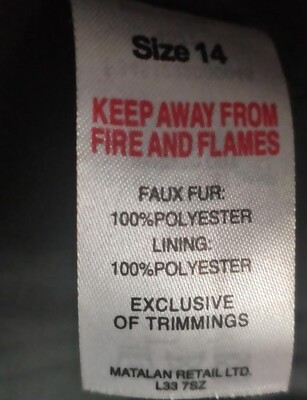 Size 14
KEEP AWAY FROM
FIRE AND FLAMES
FAUX FUR:
100%POLYESTER
LINING:
100%POLYESTER
EXCLUSIVE
OF TRIMMINGS
MATALAN RETAIL LTD.
L33 7SZ